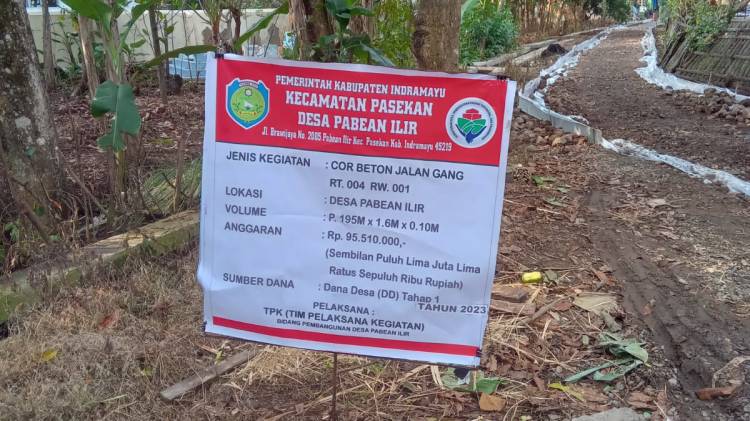 PEMERINTAH KABUPATEN INDRAMAYU
KECAMATAN PASEKAN
DESA PABEAN ILIR
Jl. Brawijaya No. 2005 Pabean Ilir Kec. Pasekan Kab. Indramayu 45219
JENIS KEGIATAN : COR BETON JALAN GANG
RT. 004 RW. 001
LOKASI : DESA PABEAN ILIR
VOLUME : P. 195M x 1.6M x 0.10M
ANGGARAN : Rp. 95.510.000,-
(Sembilan Puluh Lima Juta Lima
Ratus Sepuluh Ribu Rupiah)
SUMBER DANA : Dana Desa (DD) Tahap 1
TAHUN 2023
PELAKSANA :
TPK (TIM PELAKSANA KEGIATAN)
BIDANG PEMBANGUNAN DESA PABEAN ILIR